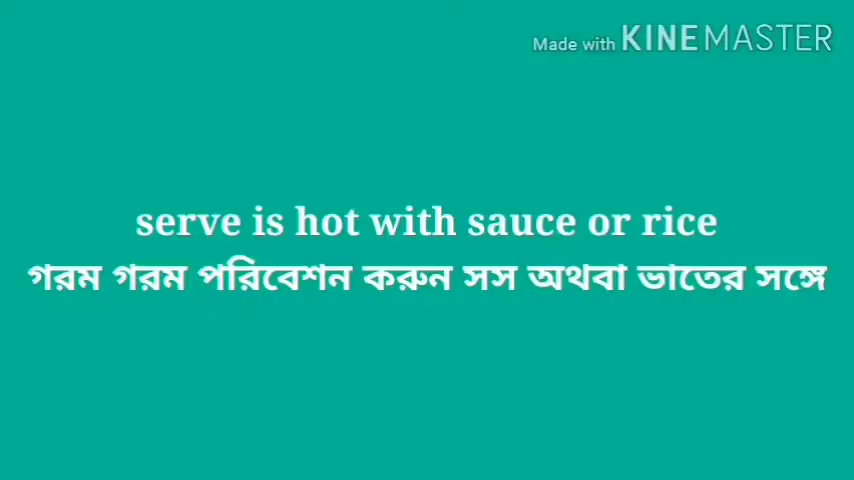 Made with KINEMASTER
serve is hot with sauce or rice
গরম গরম পরিবেশন করুন সস অথবা ভাতের সঙ্গে